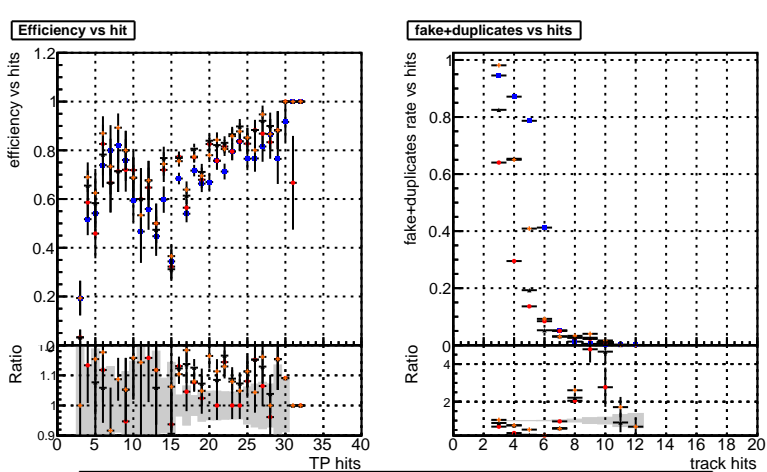 Efficiency vs hit
efficiency vs hits
1.2
1
0.8
0.6
0.4
0.2
0
Ratio
1.1
1
0.9
0 5 10 15 20 25 30 35 40
TP hits
fake+duplicates vs hits
fake+duplicates rate vs hits
1
0.8
0.6
0.4
0.2
0
Ratio
4
2
0 2 4 6 8 10 12 14 16 18 20
track hits